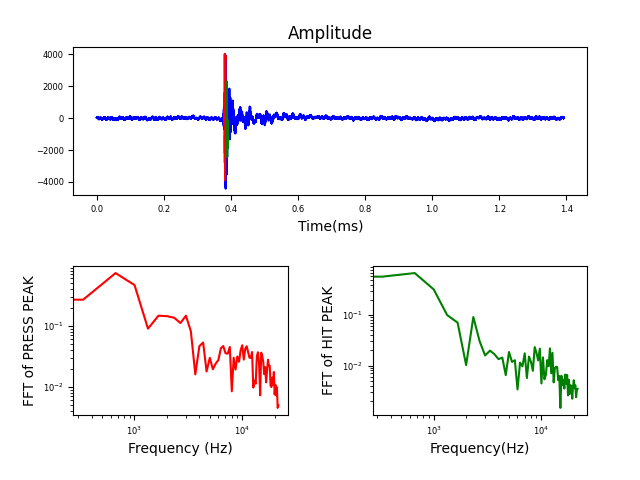 Amplitude
4000
2000
0
−2000
−4000
0.0 0.2 0.4 0.6 0.8 1.0 1.2 1.4
Time(ms)
FFT of PRESS PEAK
10⁻¹
10⁻²
10³ 10⁴
Frequency (Hz)
FFT of HIT PEAK
10⁻¹
10⁻²
10³ 10⁴
Frequency(Hz)